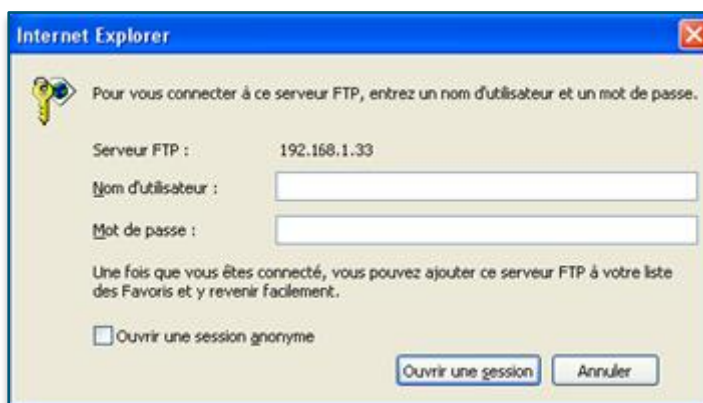 Internet Explorer
Pour vous connecter à ce serveur FTP, entrez un nom d'utilisateur et un mot de passe.
Serveur FTP : 192.168.1.33
Nom d'utilisateur :
Mot de passe :
Une fois que vous êtes connecté, vous pouvez ajouter ce serveur FTP à votre liste
des Favoris et y revenir facilement.
Ouvrir une session anonyme
Ouvrir une session Annuler